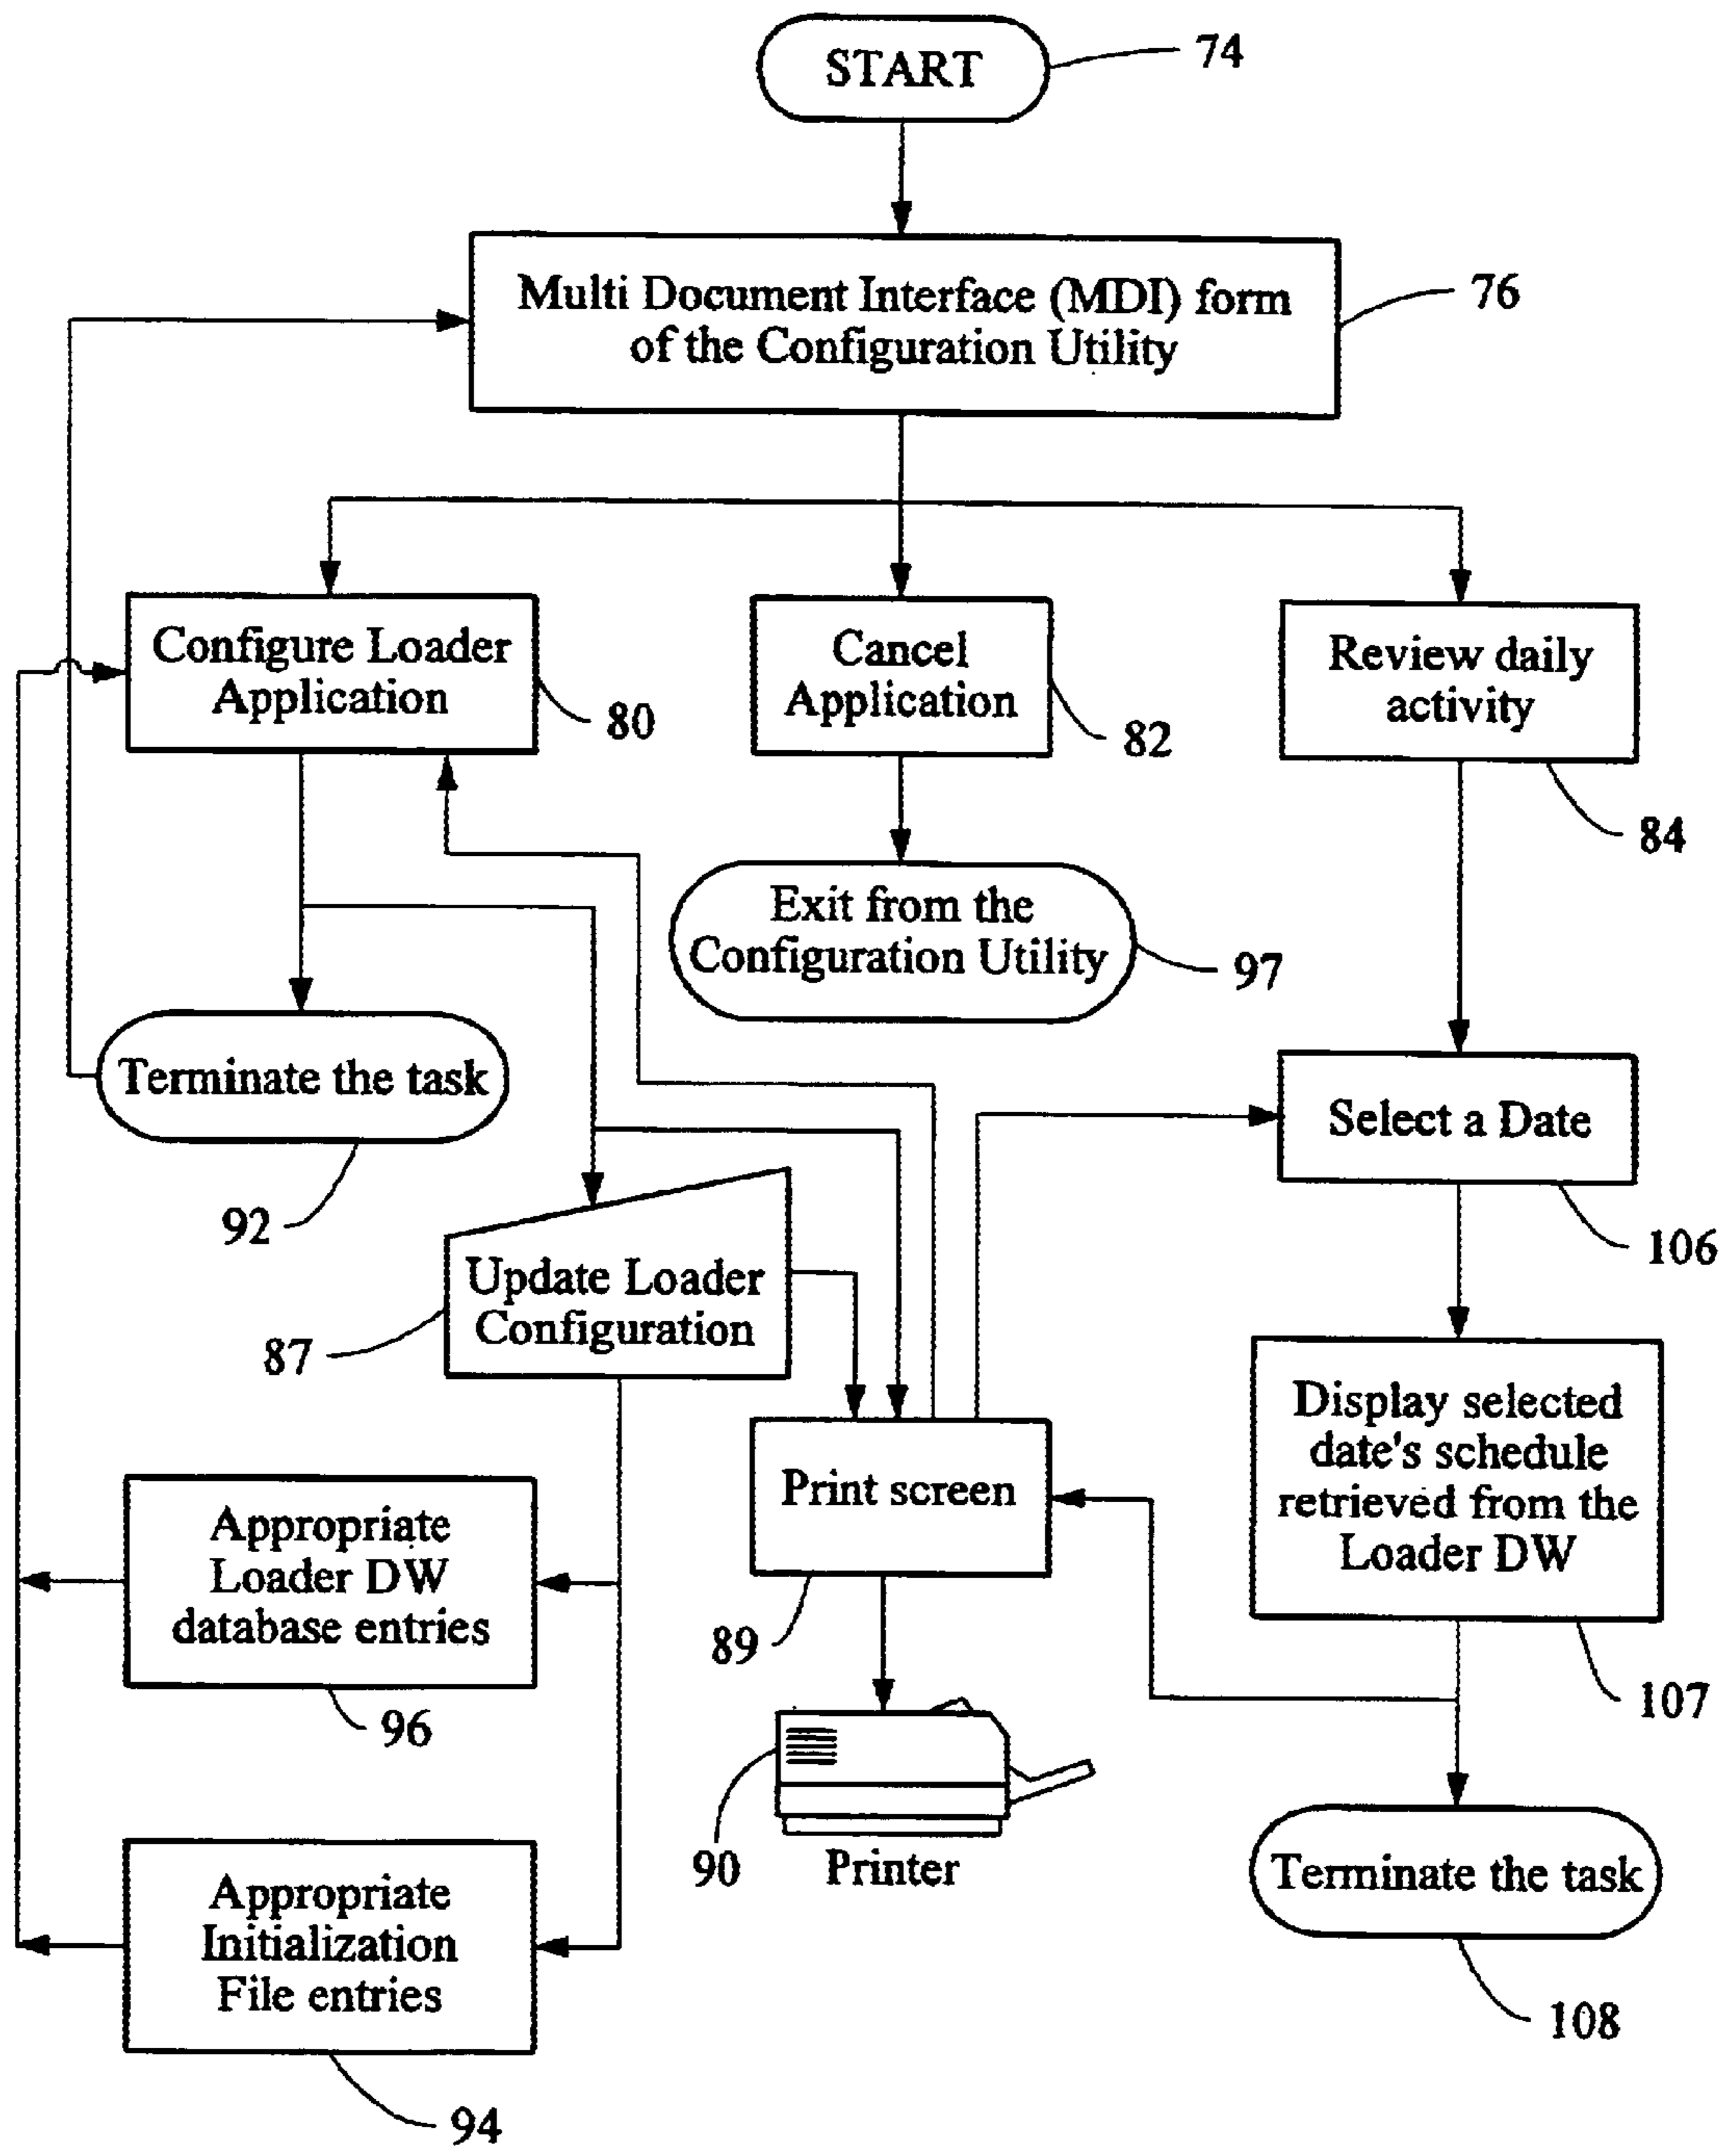 START
74
Multi Document Interface (MDI) form
of the Configuration Utility
76
Configure Loader
Application
80
Cancel
Application
82
Review daily
activity
84
Exit from the
Configuration Utility
97
Terminate the task
92
Select a Date
106
Update Loader
Configuration
87
Display selected
date's schedule
retrieved from the
Loader DW
107
Print screen
89
Appropriate
Loader DW
database entries
96
90
Printer
Terminate the task
108
Appropriate
Initialization
File entries
94